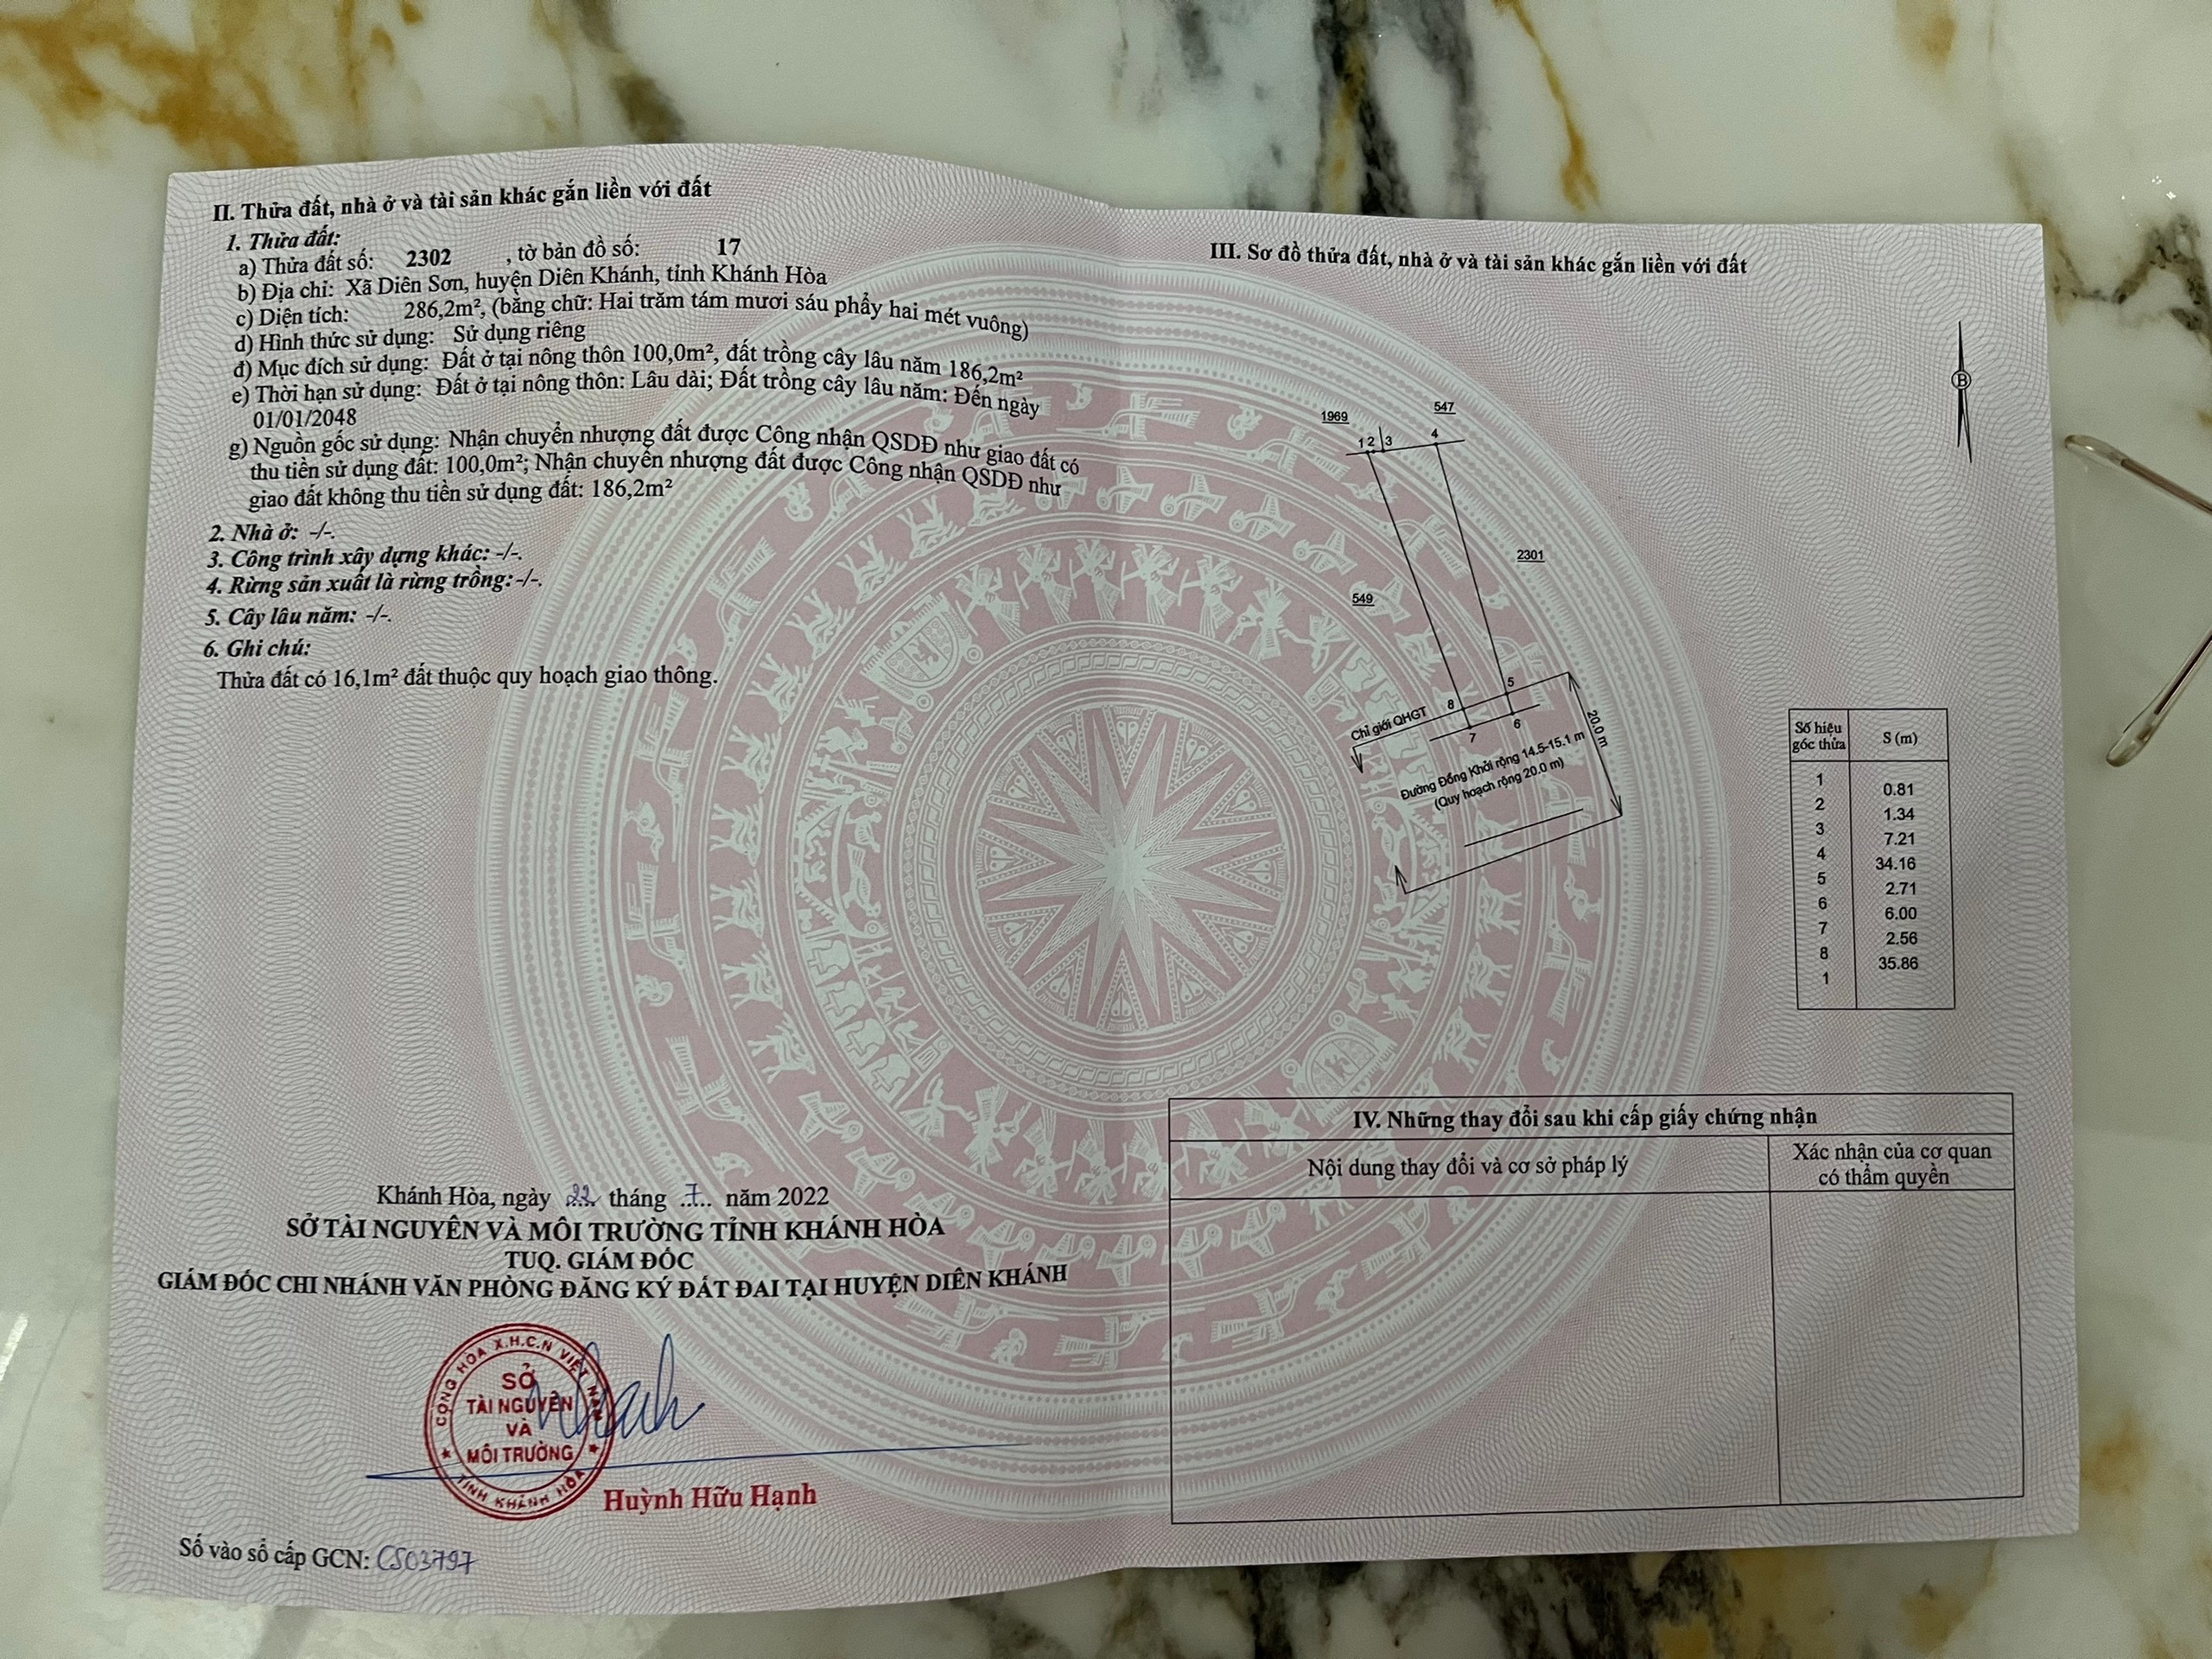 II. Thửa đất, nhà ở và tài sản khác gắn liền với đất
1. Thửa đất:
a) Thửa đất số: 2302 , tờ bản đồ số: 17
b) Địa chỉ: Xã Diên Sơn, huyện Diên Khánh, tỉnh Khánh Hòa
c) Diện tích: 286,2m², (bằng chữ: Hai trăm tám mươi sáu phẩy hai mét vuông)
d) Hình thức sử dụng: Sử dụng riêng
đ) Mục đích sử dụng: Đất ở tại nông thôn 100,0m², đất trồng cây lâu năm 186,2m²
e) Thời hạn sử dụng: Đất ở tại nông thôn: Lâu dài; Đất trồng cây lâu năm: Đến ngày
01/01/2048
g) Nguồn gốc sử dụng: Nhận chuyển nhượng đất được Công nhận QSDĐ như giao đất có
thu tiền sử dụng đất: 100,0m²; Nhận chuyển nhượng đất được Công nhận QSDĐ như
giao đất không thu tiền sử dụng đất: 186,2m²
2. Nhà ở: -/-.
3. Công trình xây dựng khác: -/-.
4. Rừng sản xuất là rừng trồng: -/-.
5. Cây lâu năm: -/-.
6. Ghi chú:
Thửa đất có 16,1m² đất thuộc quy hoạch giao thông.
Khánh Hòa, ngày 22 tháng 7 năm 2022
SỞ TÀI NGUYÊN VÀ MÔI TRƯỜNG TỈNH KHÁNH HÒA
TUQ. GIÁM ĐỐC
GIÁM ĐỐC CHI NHÁNH VĂN PHÒNG ĐĂNG KÝ ĐẤT ĐAI TẠI HUYỆN DIÊN KHÁNH
CỘNG HÒA X.H.C.N VIỆT NAM
SỞ
TÀI NGUYÊN
VÀ
MÔI TRƯỜNG
TỈNH KHÁNH HÒA
Huỳnh Hữu Hạnh
Số vào sổ cấp GCN: CS03797
III. Sơ đồ thửa đất, nhà ở và tài sản khác gắn liền với đất
B
1969
547
1 2 3 4
2301
549
5
8
6
7
Chỉ giới QHGT
20.0 m
Đường Đồng Khởi rộng 14.5-15.1 m
(Quy hoạch rộng 20.0 m)
Số hiệu góc thửa S (m)
1
0.81
2
1.34
3
7.21
4
34.16
5
2.71
6
6.00
7
2.56
8
35.86
1
IV. Những thay đổi sau khi cấp giấy chứng nhận
Nội dung thay đổi và cơ sở pháp lý
Xác nhận của cơ quan
có thẩm quyền